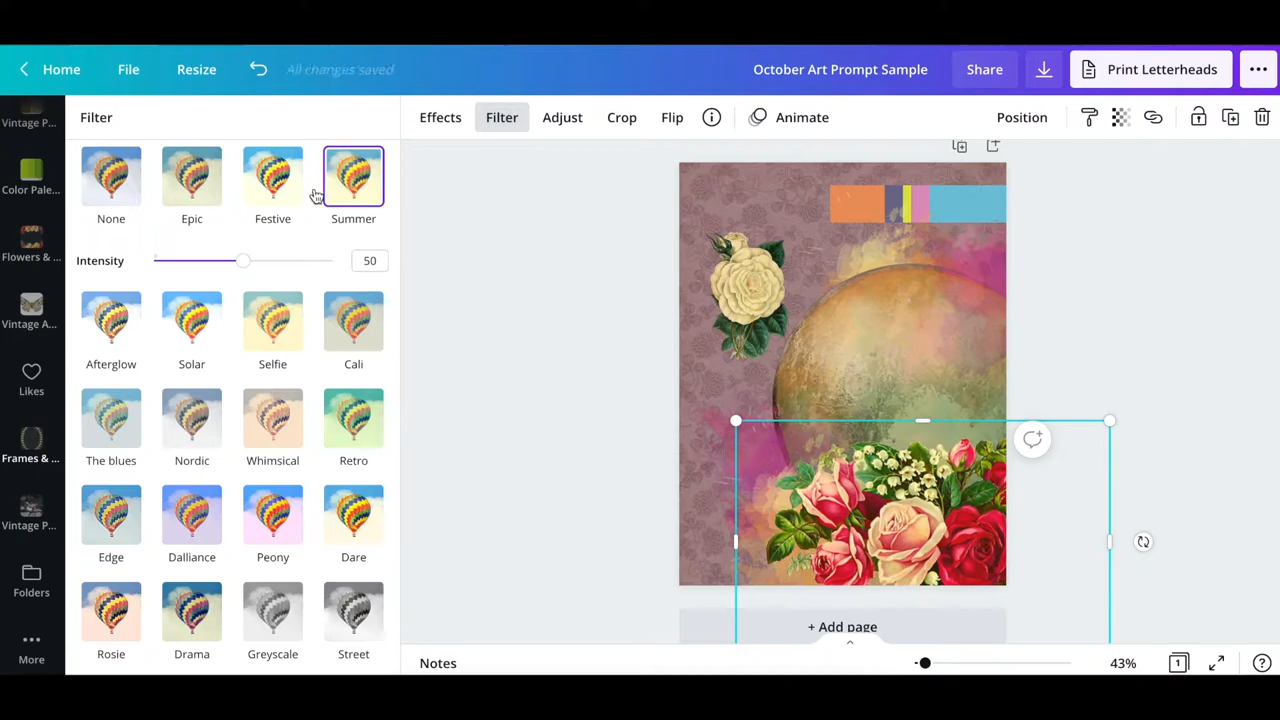 Home File Resize All changes saved October Art Prompt Sample Share Print Letterheads
Vintage P...
Color Pale...
Flowers & ...
Vintage A...
Likes
Frames & ...
Vintage P...
Folders
More
Filter
None Epic Festive Summer
Intensity 50
Afterglow Solar Selfie Cali
The blues Nordic Whimsical Retro
Edge Dalliance Peony Dare
Rosie Drama Greyscale Street
Effects Filter Adjust Crop Flip Animate Position
+ Add page
Notes 43% 1